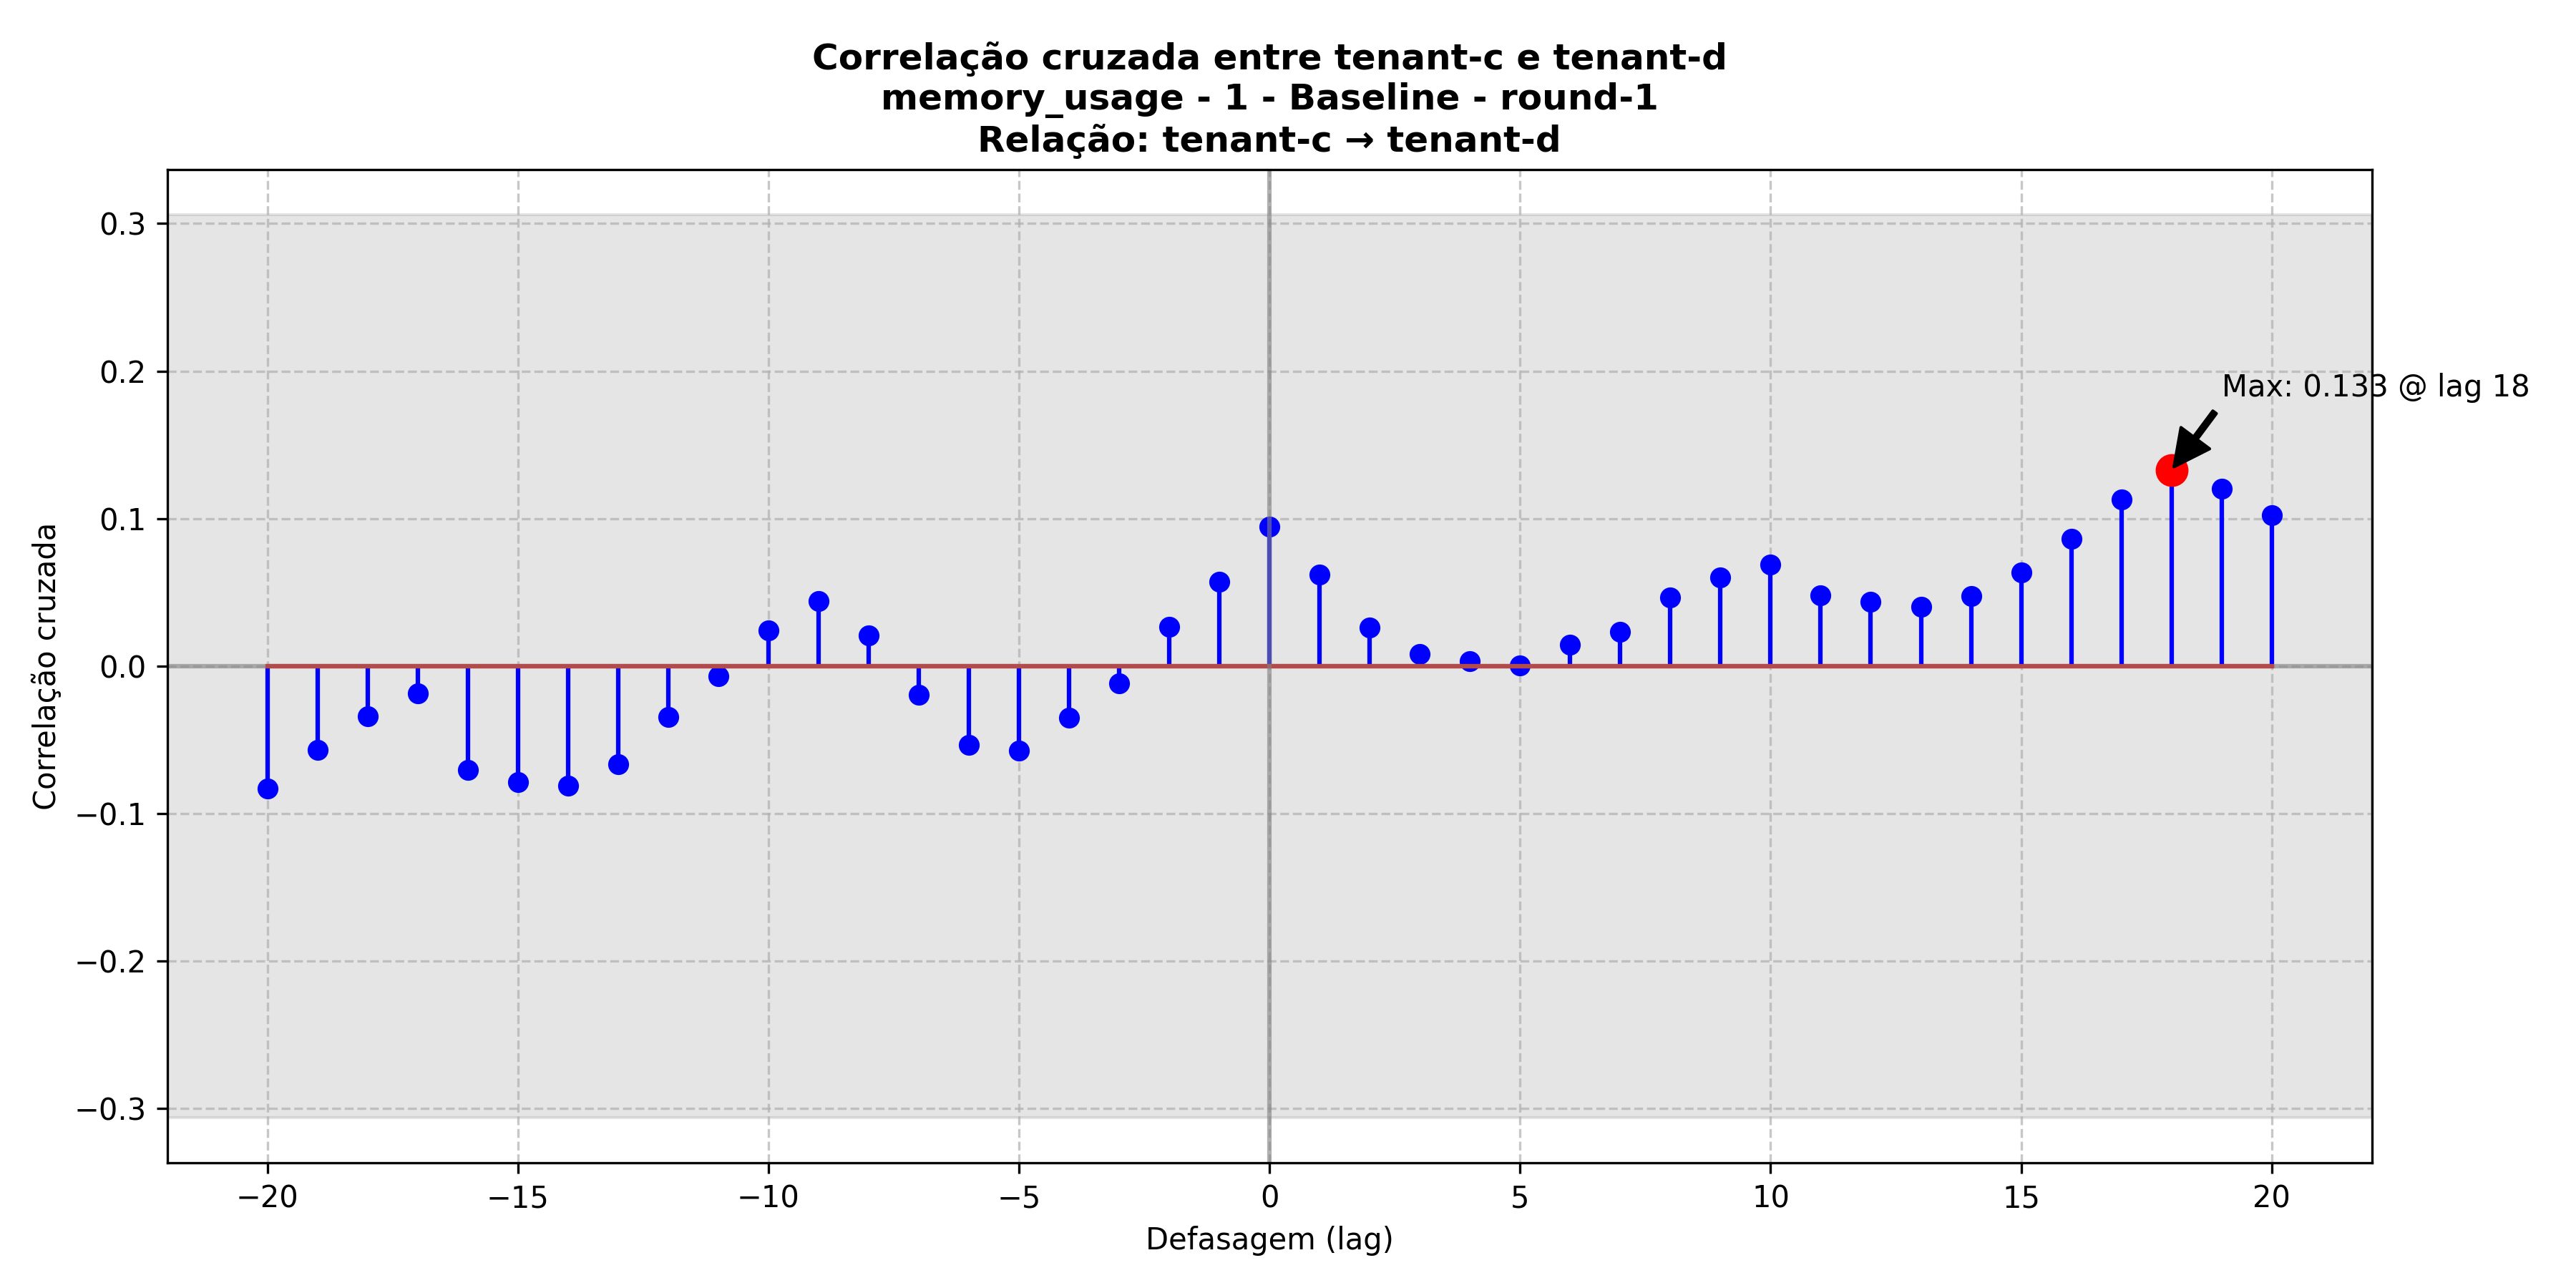 Correlação cruzada entre tenant-c e tenant-d
memory_usage - 1 - Baseline - round-1
Relação: tenant-c → tenant-d
Correlação cruzada
0.3
0.2
0.1
0.0
−0.1
−0.2
−0.3
Max: 0.133 @ lag 18
−20 −15 −10 −5 0 5 10 15 20
Defasagem (lag)